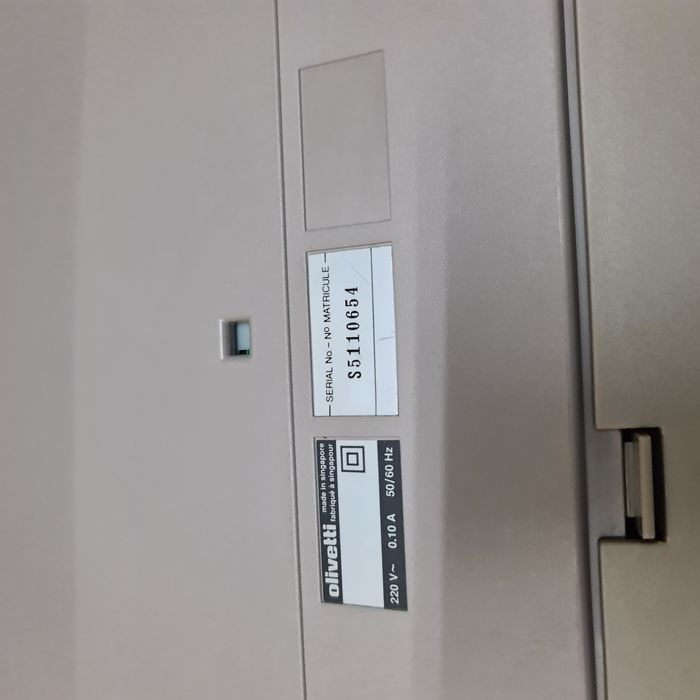 SERIAL No. - Nº MATRICULE
S5110654
olivetti
made in singapore
fabriqué à singapour
220 V~ 0.10 A 50/60 Hz